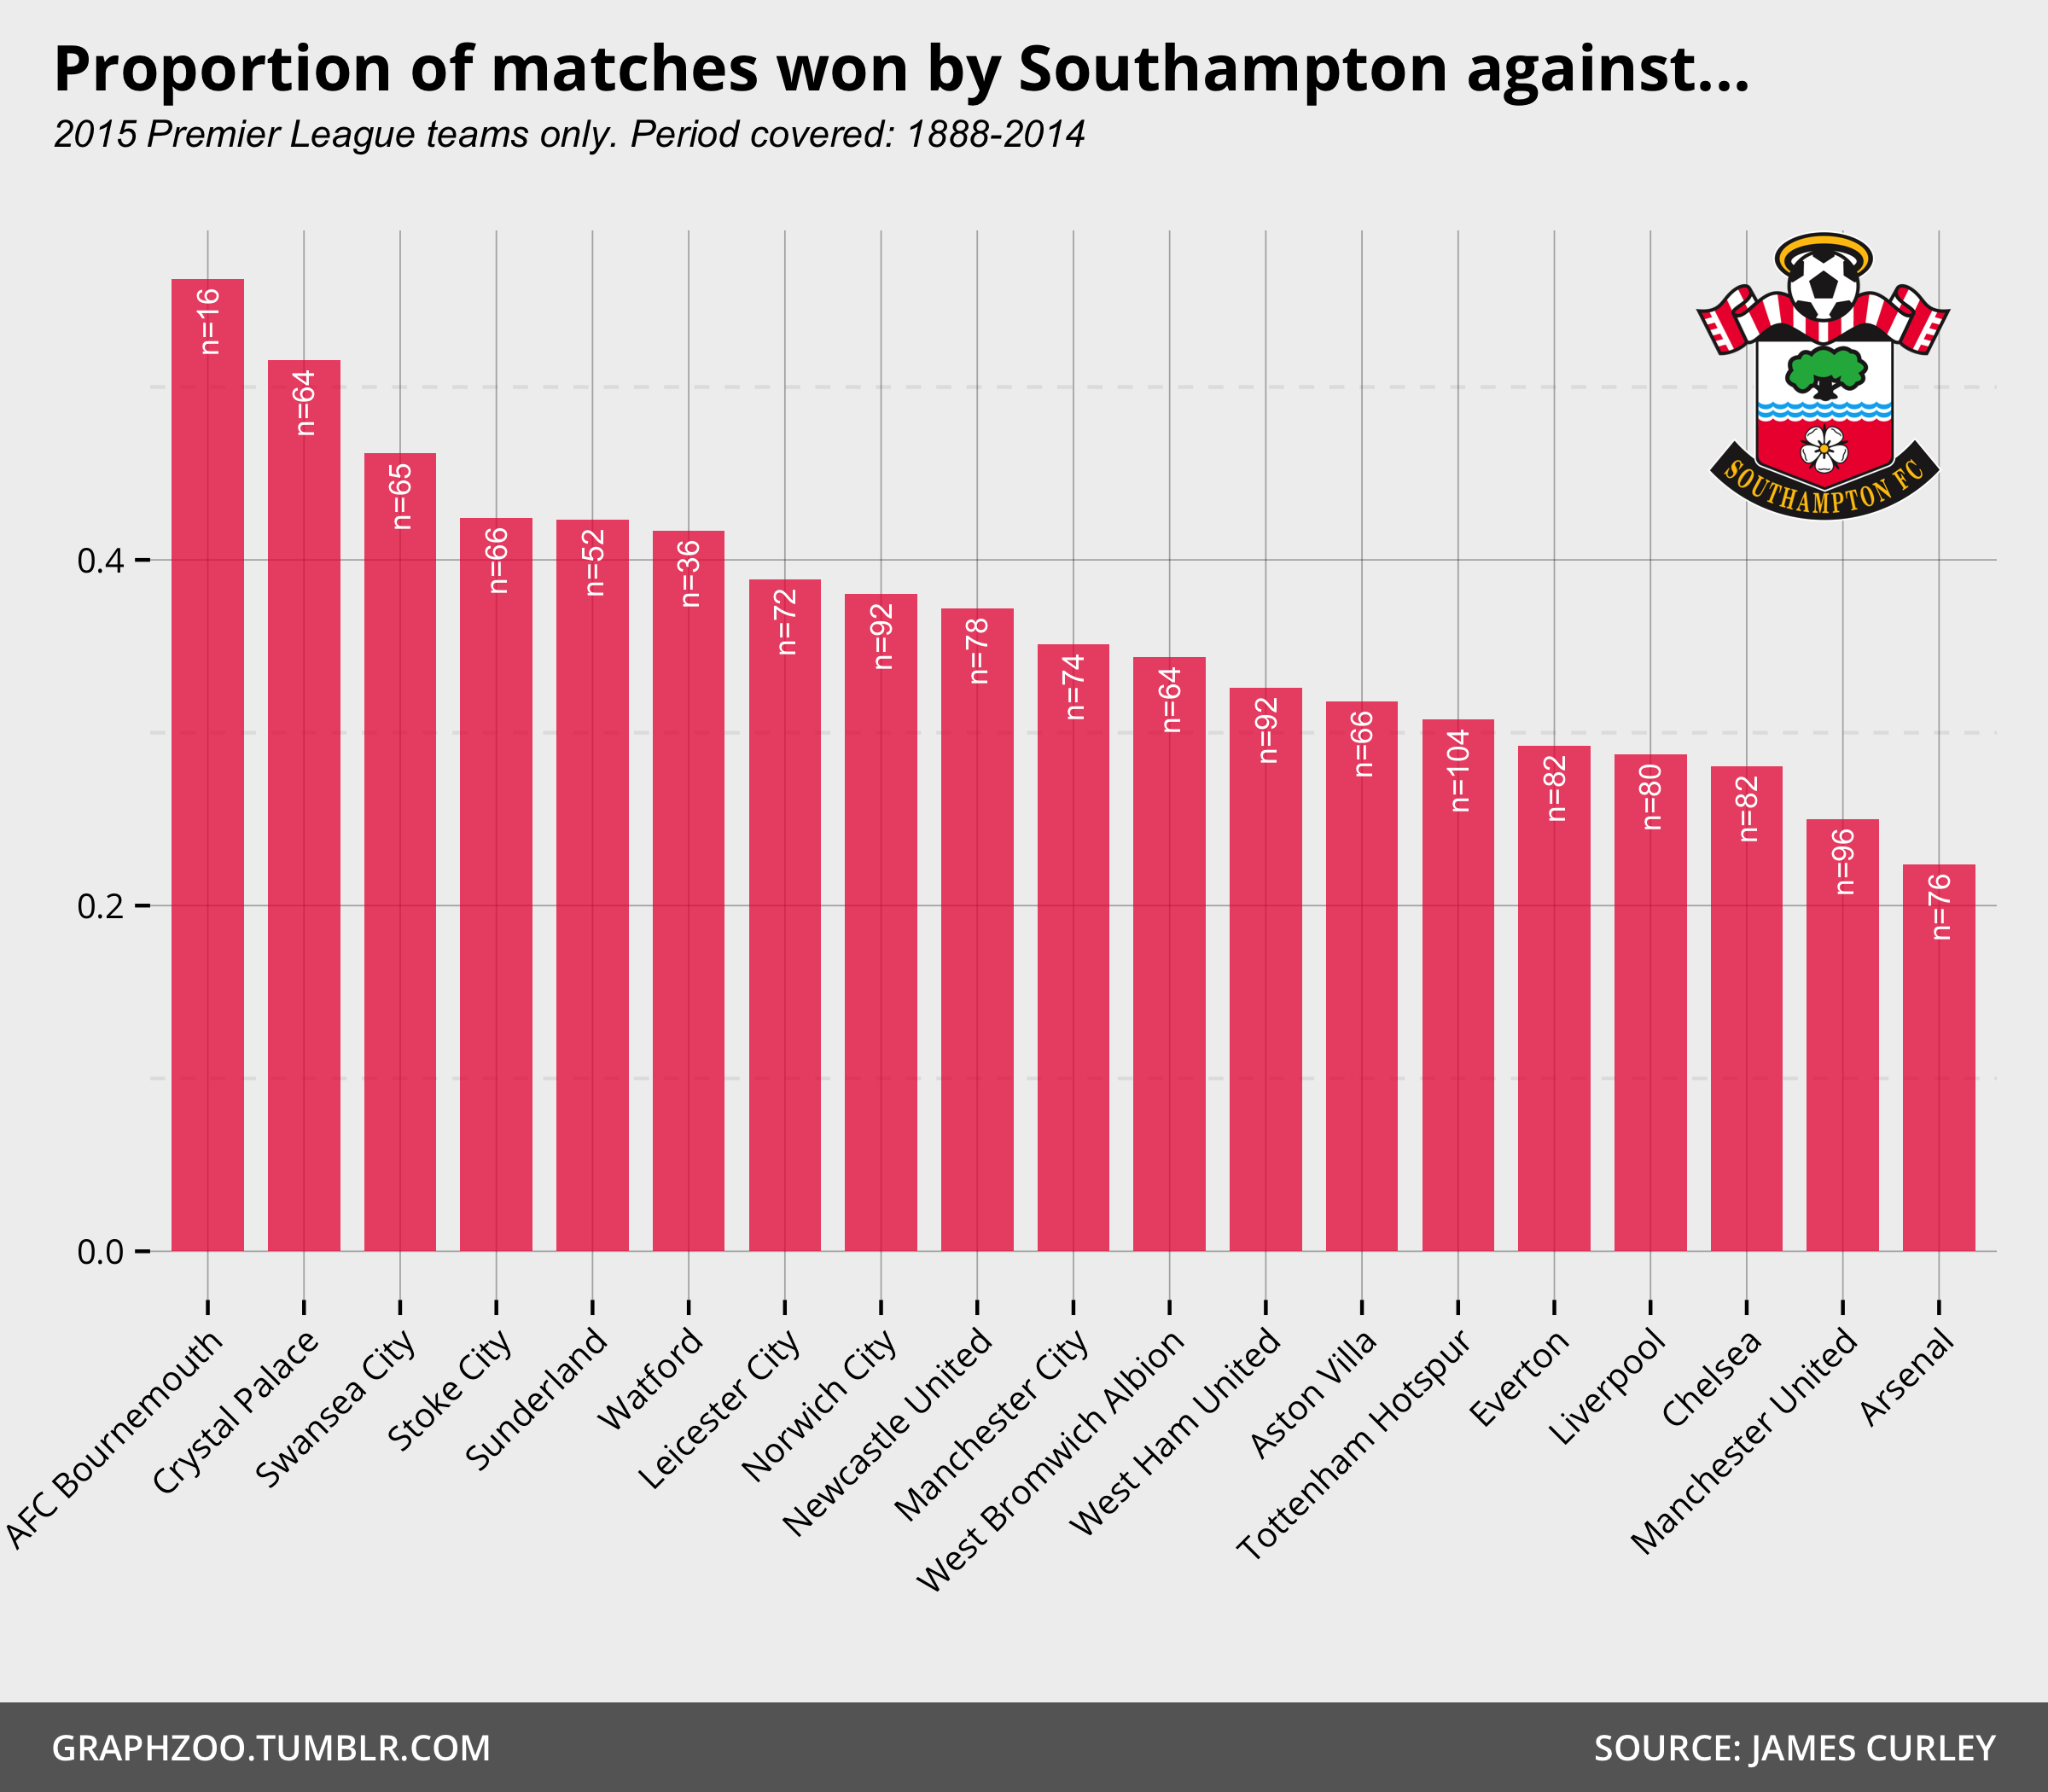 Proportion of matches won by Southampton against...
2015 Premier League teams only. Period covered: 1888-2014
SOUTHAMPTON FC
n=16
n=64
n=65
n=66
n=52
n=36
n=72
n=92
n=78
n=74
n=64
n=92
n=66
n=104
n=82
n=80
n=82
n=96
n=76
0.4
0.2
0.0
AFC Bournemouth
Crystal Palace
Swansea City
Stoke City
Sunderland
Watford
Leicester City
Norwich City
Newcastle United
Manchester City
West Bromwich Albion
West Ham United
Aston Villa
Tottenham Hotspur
Everton
Liverpool
Chelsea
Manchester United
Arsenal
GRAPHZOO.TUMBLR.COM
SOURCE: JAMES CURLEY